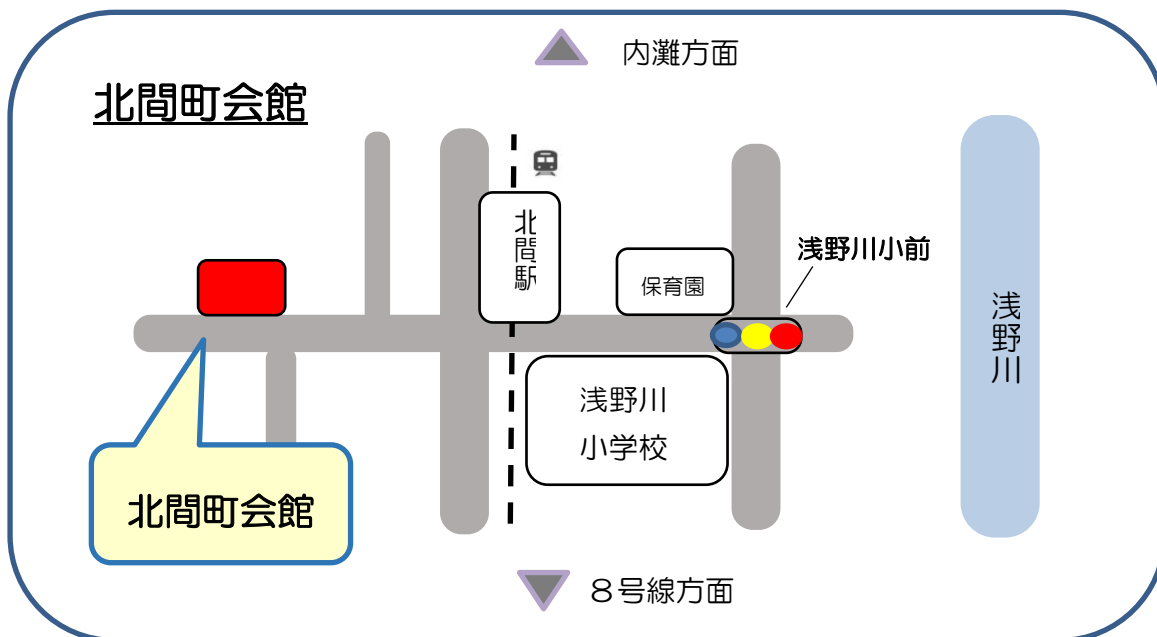 内灘方面
北間町会館
北間駅
保育園
浅野川小前
浅野川
浅野川
小学校
北間町会館
８号線方面